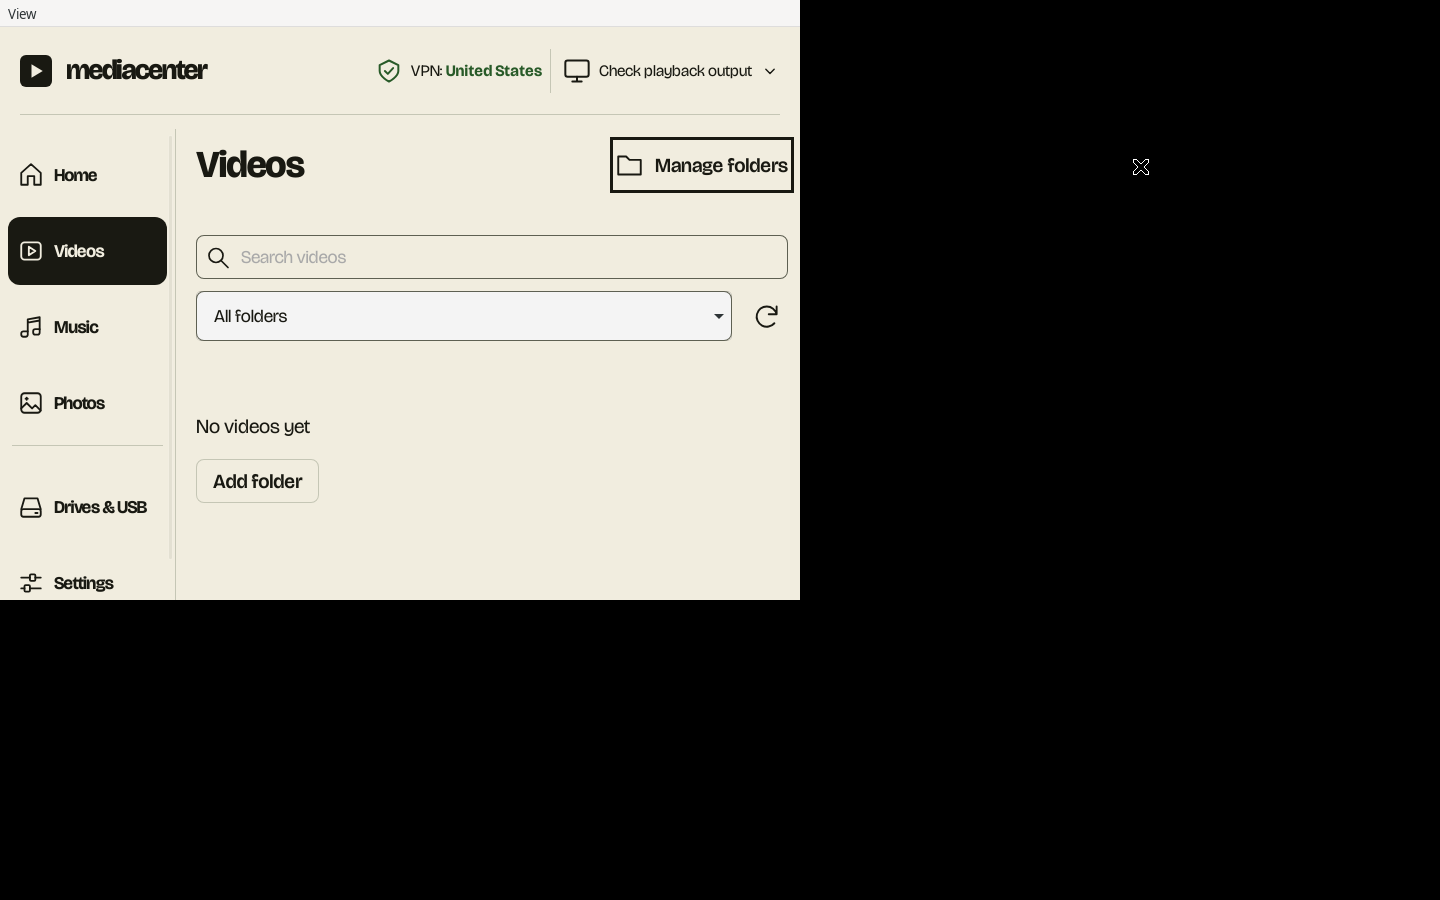 View
mediacenter
VPN: United States
Check playback output
Home
Videos
Music
Photos
Drives & USB
Settings
Videos
Manage folders
Search videos
All folders
No videos yet
Add folder